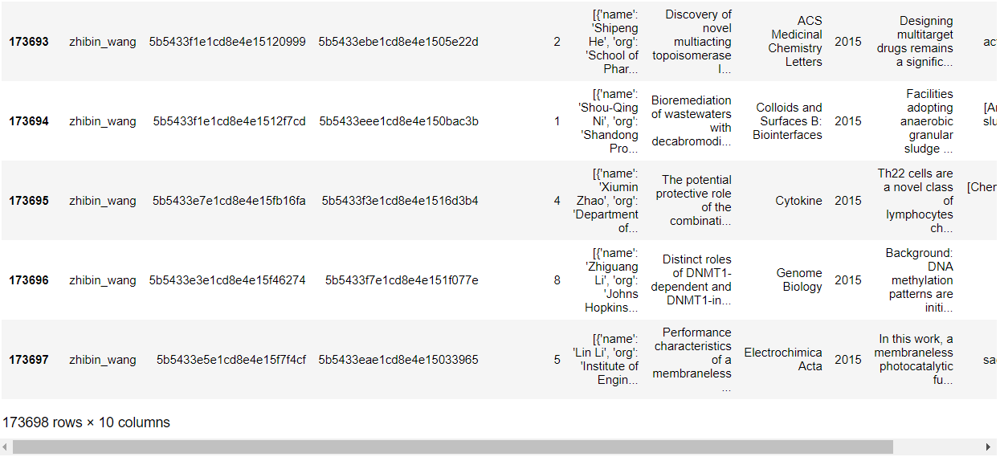 173693 zhibin_wang 5b5433f1e1cd8e4e15120999 5b5433ebe1cd8e4e1505e22d 2 [{'name': 'Shipeng He', 'org': 'School of Phar... Discovery of novel multiacting topoisomerase I... ACS Medicinal Chemistry Letters 2015 Designing multitarget drugs remains a signific... ac
173694 zhibin_wang 5b5433f1e1cd8e4e1512f7cd 5b5433eee1cd8e4e150bac3b 1 [{'name': 'Shou-Qing Ni', 'org': 'Shandong Pro... Bioremediation of wastewaters with decabromodi... Colloids and Surfaces B: Biointerfaces 2015 Facilities adopting anaerobic granular sludge ... [A slu
173695 zhibin_wang 5b5433e7e1cd8e4e15fb16fa 5b5433f3e1cd8e4e1516d3b4 4 [{'name': 'Xiumin Zhao', 'org': 'Department of... The potential protective role of the combinati... Cytokine 2015 Th22 cells are a novel class of lymphocytes ch... [Chem
173696 zhibin_wang 5b5433e3e1cd8e4e15f46274 5b5433f7e1cd8e4e151f077e 8 [{'name': 'Zhiguang Li', 'org': 'Johns Hopkins... Distinct roles of DNMT1-dependent and DNMT1-in... Genome Biology 2015 Background: DNA methylation patterns are initi...
173697 zhibin_wang 5b5433e5e1cd8e4e15f7f4cf 5b5433eae1cd8e4e15033965 5 [{'name': 'Lin Li', 'org': 'Institute of Engin... Performance characteristics of a membraneless ... Electrochimica Acta 2015 In this work, a membraneless photocatalytic fu... sa
173698 rows × 10 columns